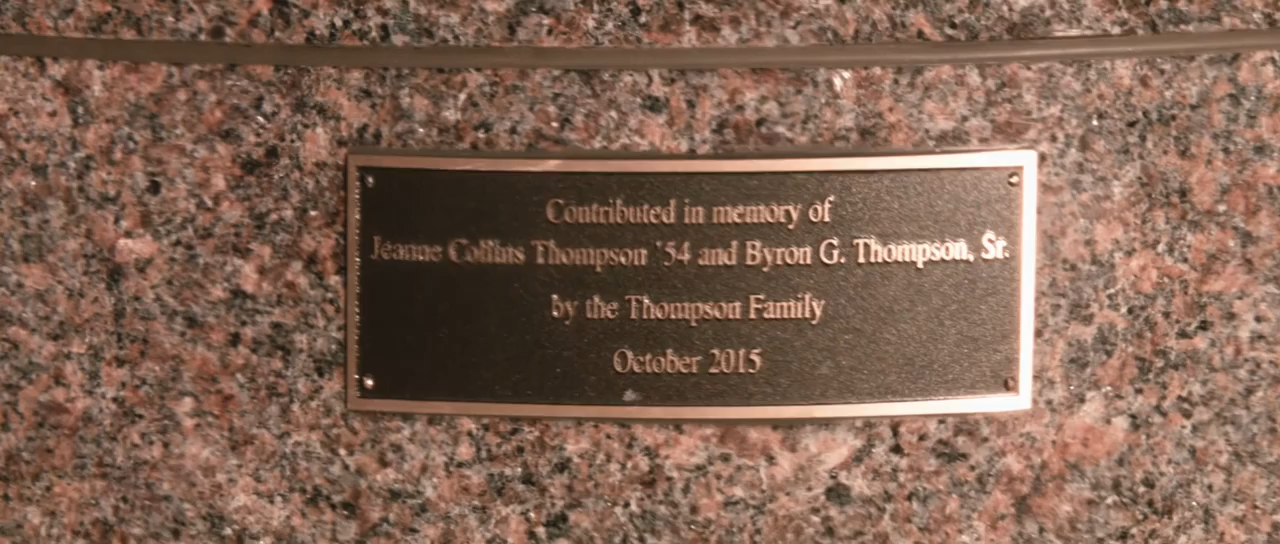 Contributed in memory of
Jeanne Collins Thompson '54 and Byron G. Thompson, Sr.
by the Thompson Family
October 2015